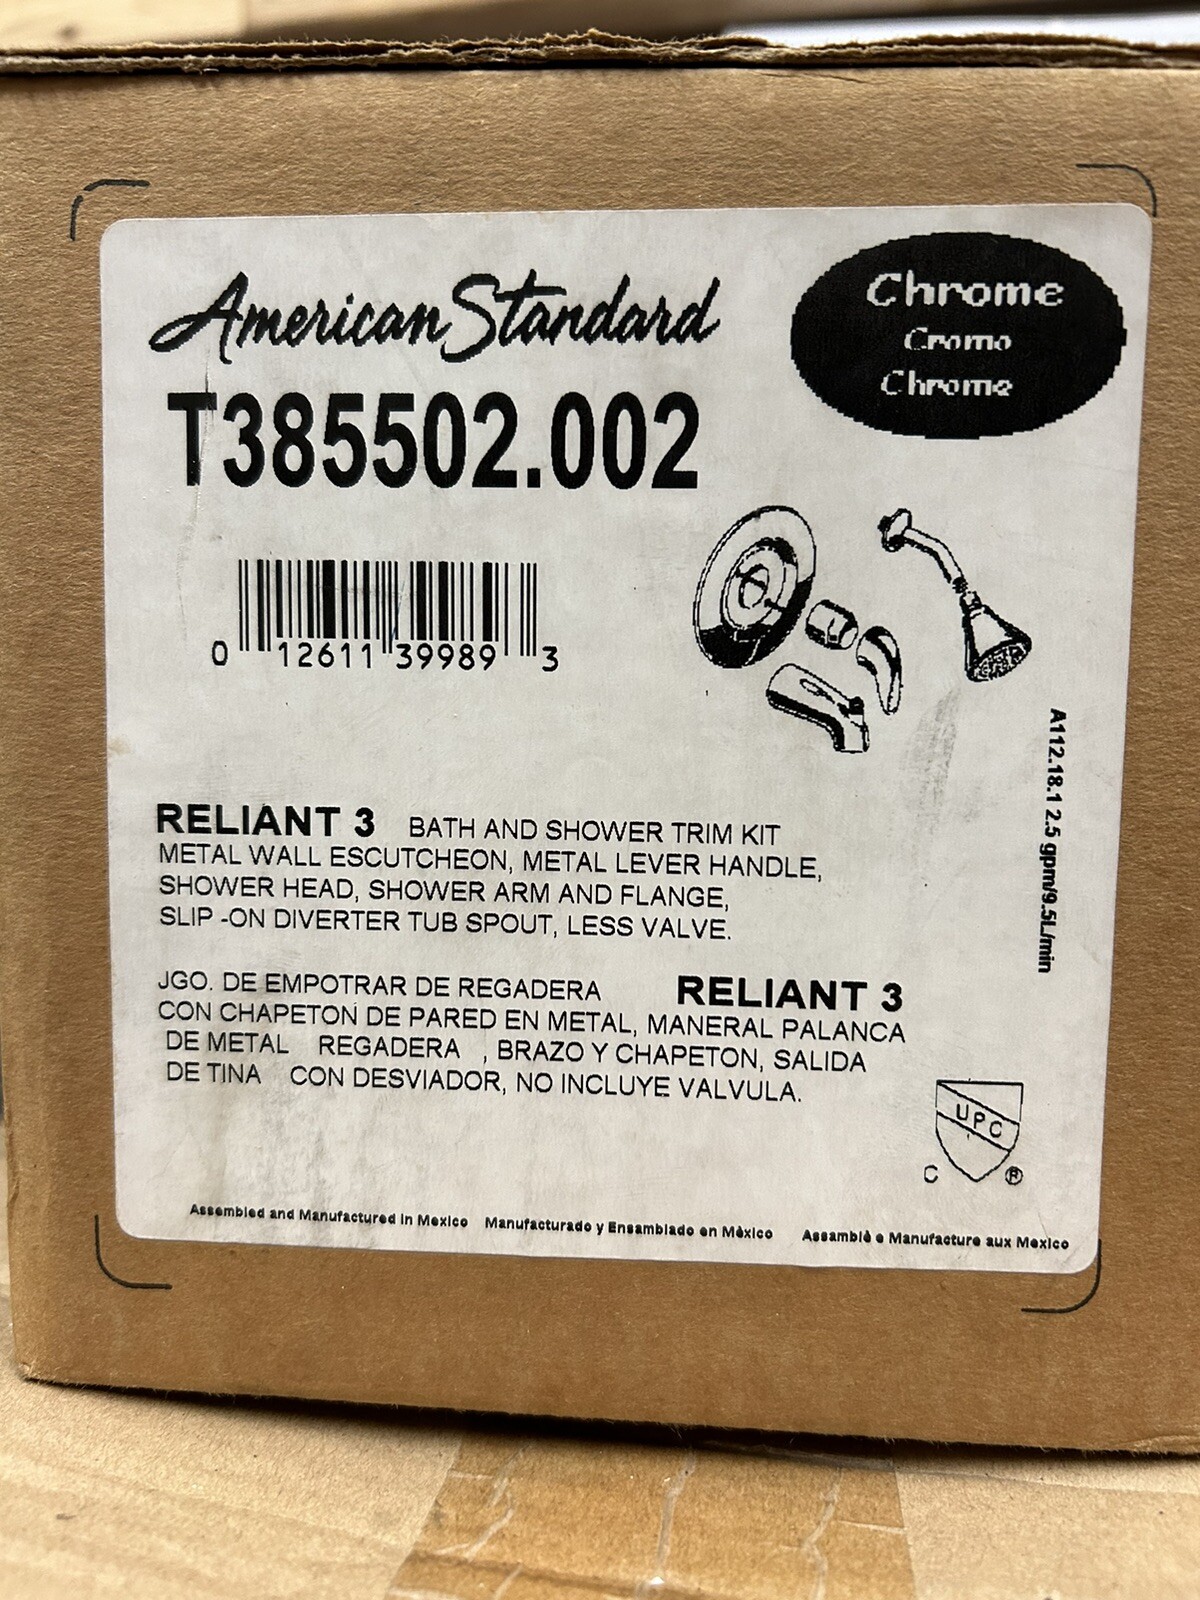 American Standard
Chrome
Cromo
Chrome
T385502.002
0 12611 39989 3
A112.18.1 2.5 gpm/9.5L/min
RELIANT 3 BATH AND SHOWER TRIM KIT
METAL WALL ESCUTCHEON, METAL LEVER HANDLE,
SHOWER HEAD, SHOWER ARM AND FLANGE,
SLIP -ON DIVERTER TUB SPOUT, LESS VALVE.
JGO. DE EMPOTRAR DE REGADERA RELIANT 3
CON CHAPETON DE PARED EN METAL, MANERAL PALANCA
DE METAL REGADERA , BRAZO Y CHAPETON, SALIDA
DE TINA CON DESVIADOR, NO INCLUYE VALVULA.
UPC
C ®
Assembled and Manufactured in Mexico Manufacturado y Ensamblado en Mèxico Assamblè e Manufacture aux Mexico